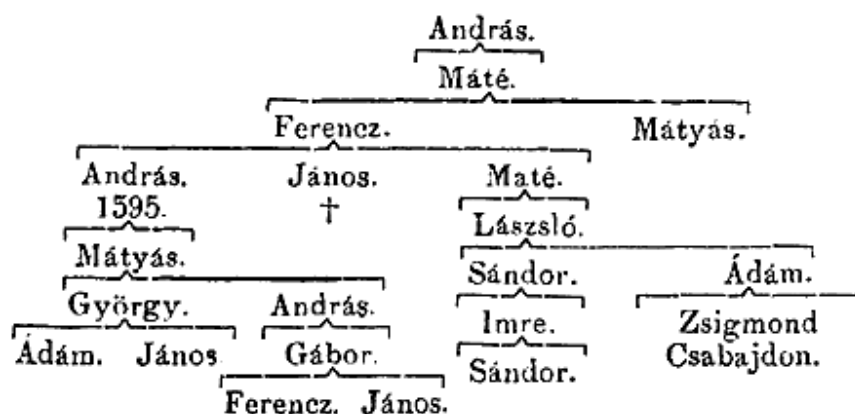 András.
Máté.
Ferencz. Mátyás.
András. János. Maté.
1595. †
László.
Mátyás.
Sándor. Ádám.
György. András.
Imre. Zsigmond
Ádám. János Gábor. Csabajdon.
Sándor.
Ferencz. János.